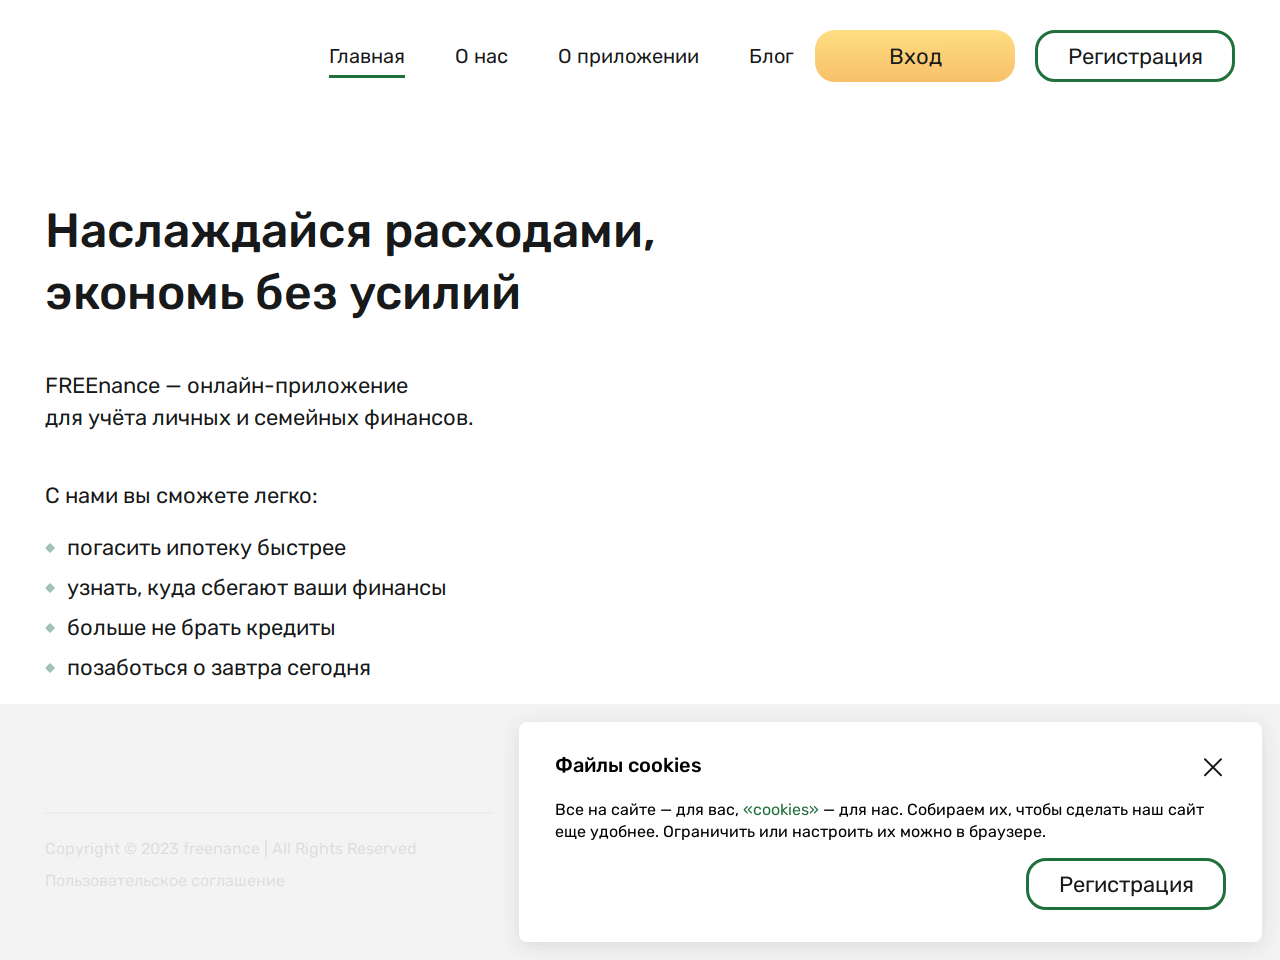 Главная
О нас
О приложении
Блог
Вход
Регистрация
Наслаждайся расходами,
экономь без усилий
FREEnance — онлайн-приложение
для учёта личных и семейных финансов.
С нами вы сможете легко:
погасить ипотеку быстрее
узнать, куда сбегают ваши финансы
больше не брать кредиты
позаботься о завтра сегодня
Copyright © 2023 freenance | All Rights Reserved
Пользовательское соглашение
Файлы cookies
Все на сайте — для вас, «cookies» — для нас. Собираем их, чтобы сделать наш сайт
еще удобнее. Ограничить или настроить их можно в браузере.
Регистрация